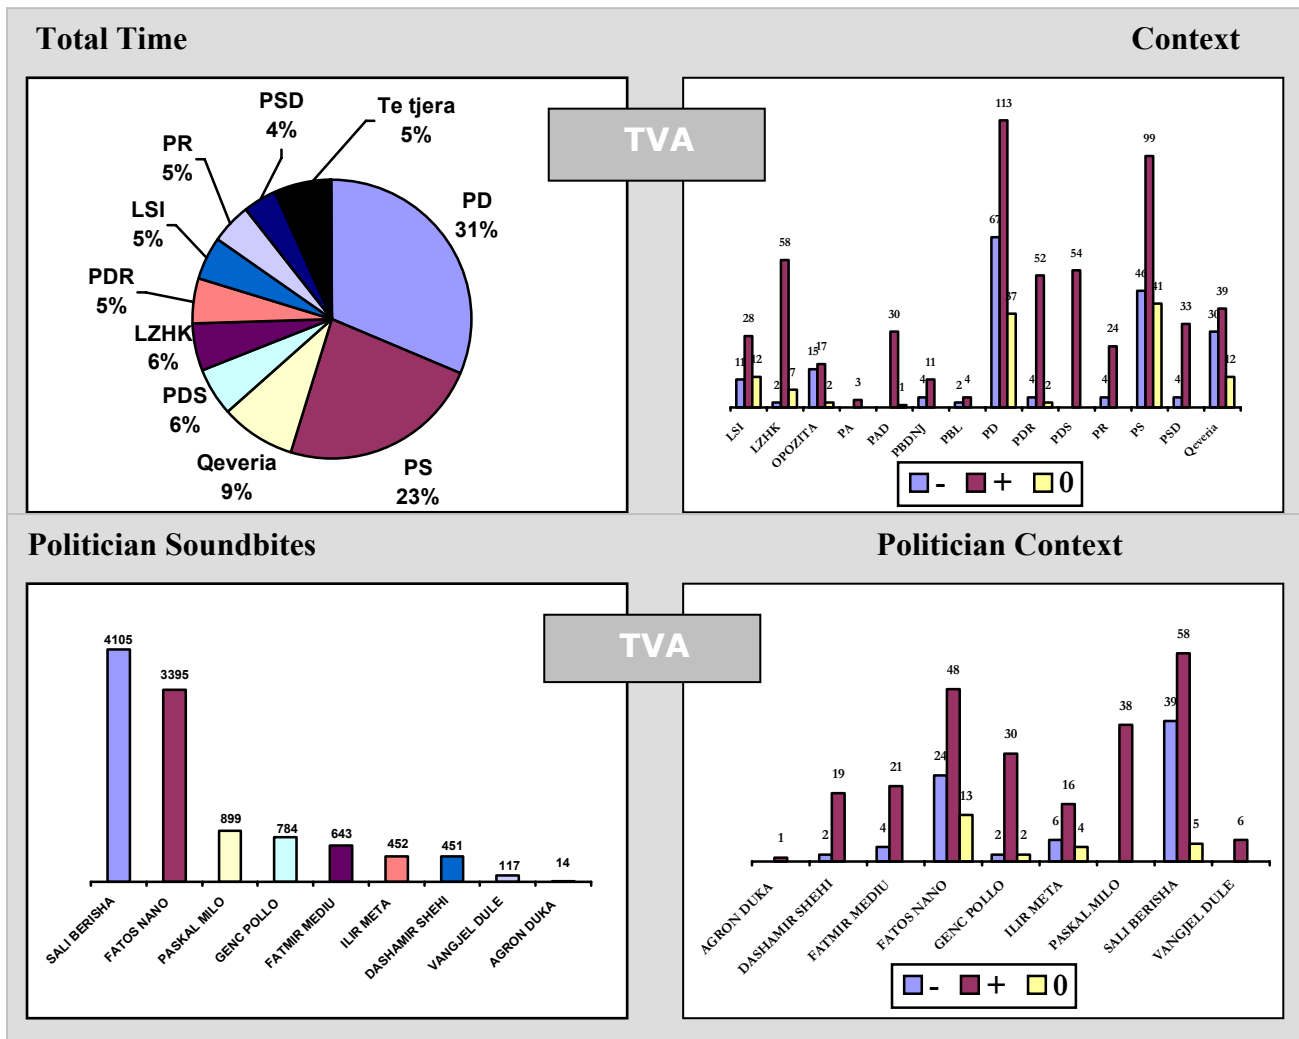 Total Time
Context
TVA
PSD
4%
Te tjera
5%
PR
5%
LSI
5%
PDR
5%
LZHK
6%
PDS
6%
Qeveria
9%
PS
23%
PD
31%
11 28 12
2 58 7
15 17 2
3
30 1
4 11
2 4
67 113 37
4 52 2
54
4 24
46 99 41
4 33
30 39 12
LSI LZHK OPOZITA PA PAD PBDNJ PBL PD PDR PDS PR PS PSD Qeveria
- + 0
Politician Soundbites
Politician Context
TVA
4105 3395 899 784 643 452 451 117 14
SALI BERISHA FATOS NANO PASKAL MILO GENC POLLO FATMIR MEDIU ILIR META DASHAMIR SHEHI VANGJEL DULE AGRON DUKA
1
2 19
4 21
24 48 13
2 30 2
6 16 4
38
39 58 5
6
AGRON DUKA DASHAMIR SHEHI FATMIR MEDIU FATOS NANO GENC POLLO ILIR META PASKAL MILO SALI BERISHA VANGJEL DULE
- + 0